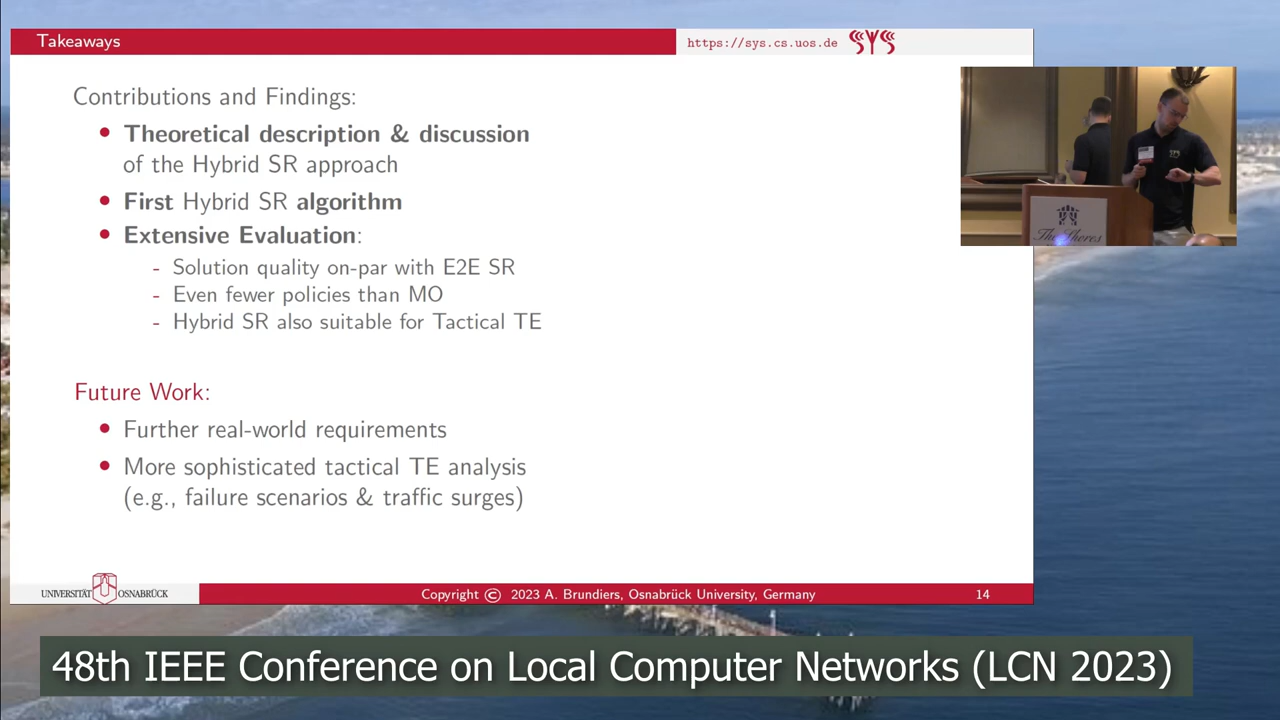 Takeaways
https://sys.cs.uos.de SYS
Contributions and Findings:
Theoretical description & discussion
of the Hybrid SR approach
First Hybrid SR algorithm
Extensive Evaluation:
- Solution quality on-par with E2E SR
- Even fewer policies than MO
- Hybrid SR also suitable for Tactical TE
Future Work:
Further real-world requirements
More sophisticated tactical TE analysis
(e.g., failure scenarios & traffic surges)
UNIVERSITÄT OSNABRÜCK
Copyright © 2023 A. Brundiers, Osnabrück University, Germany
14
The Shores
48th IEEE Conference on Local Computer Networks (LCN 2023)